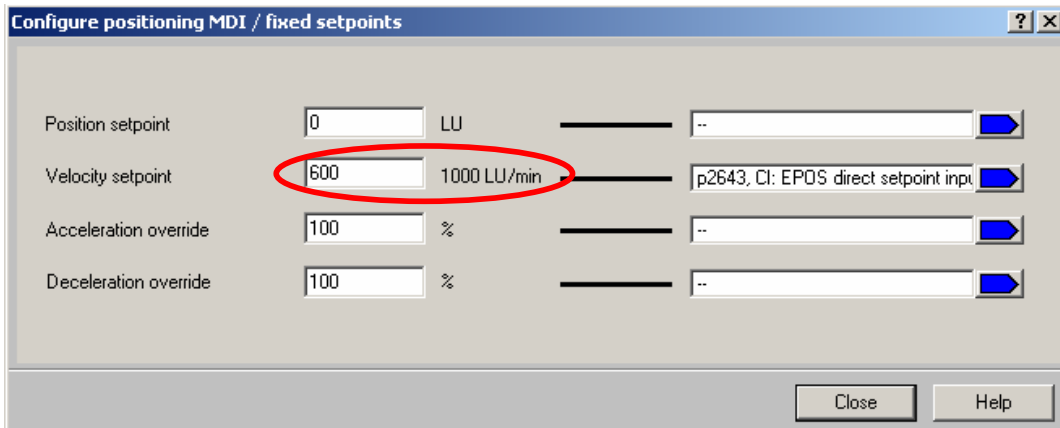 Configure positioning MDI / fixed setpoints
Position setpoint 0 LU --
Velocity setpoint 600 1000 LU/min p2643, CI: EPOS direct setpoint inpu
Acceleration override 100 % --
Deceleration override 100 % --
Close Help